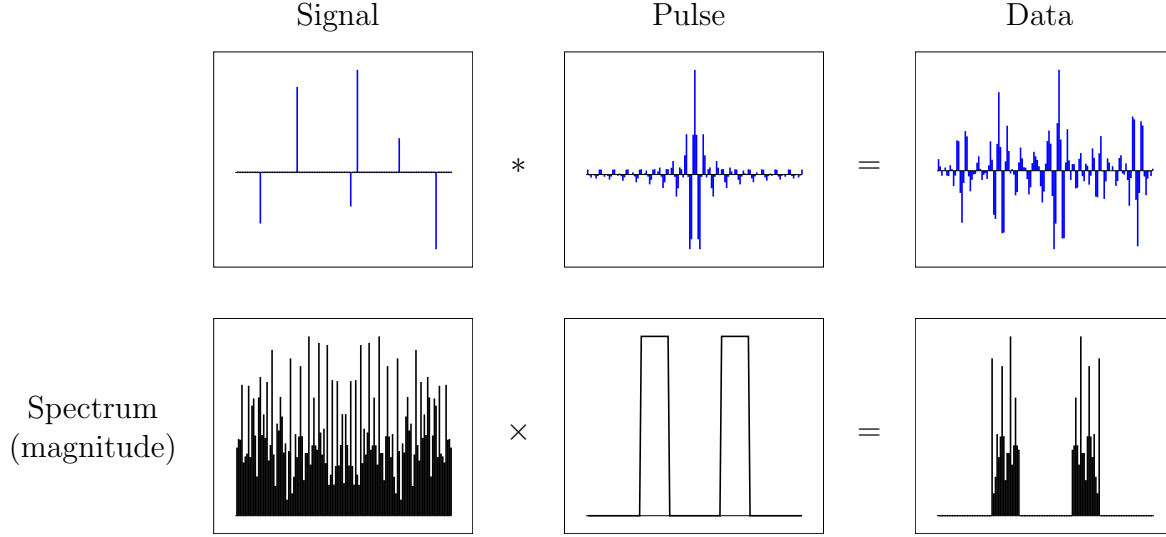 Signal Pulse Data
* =
Spectrum
(magnitude)
× =